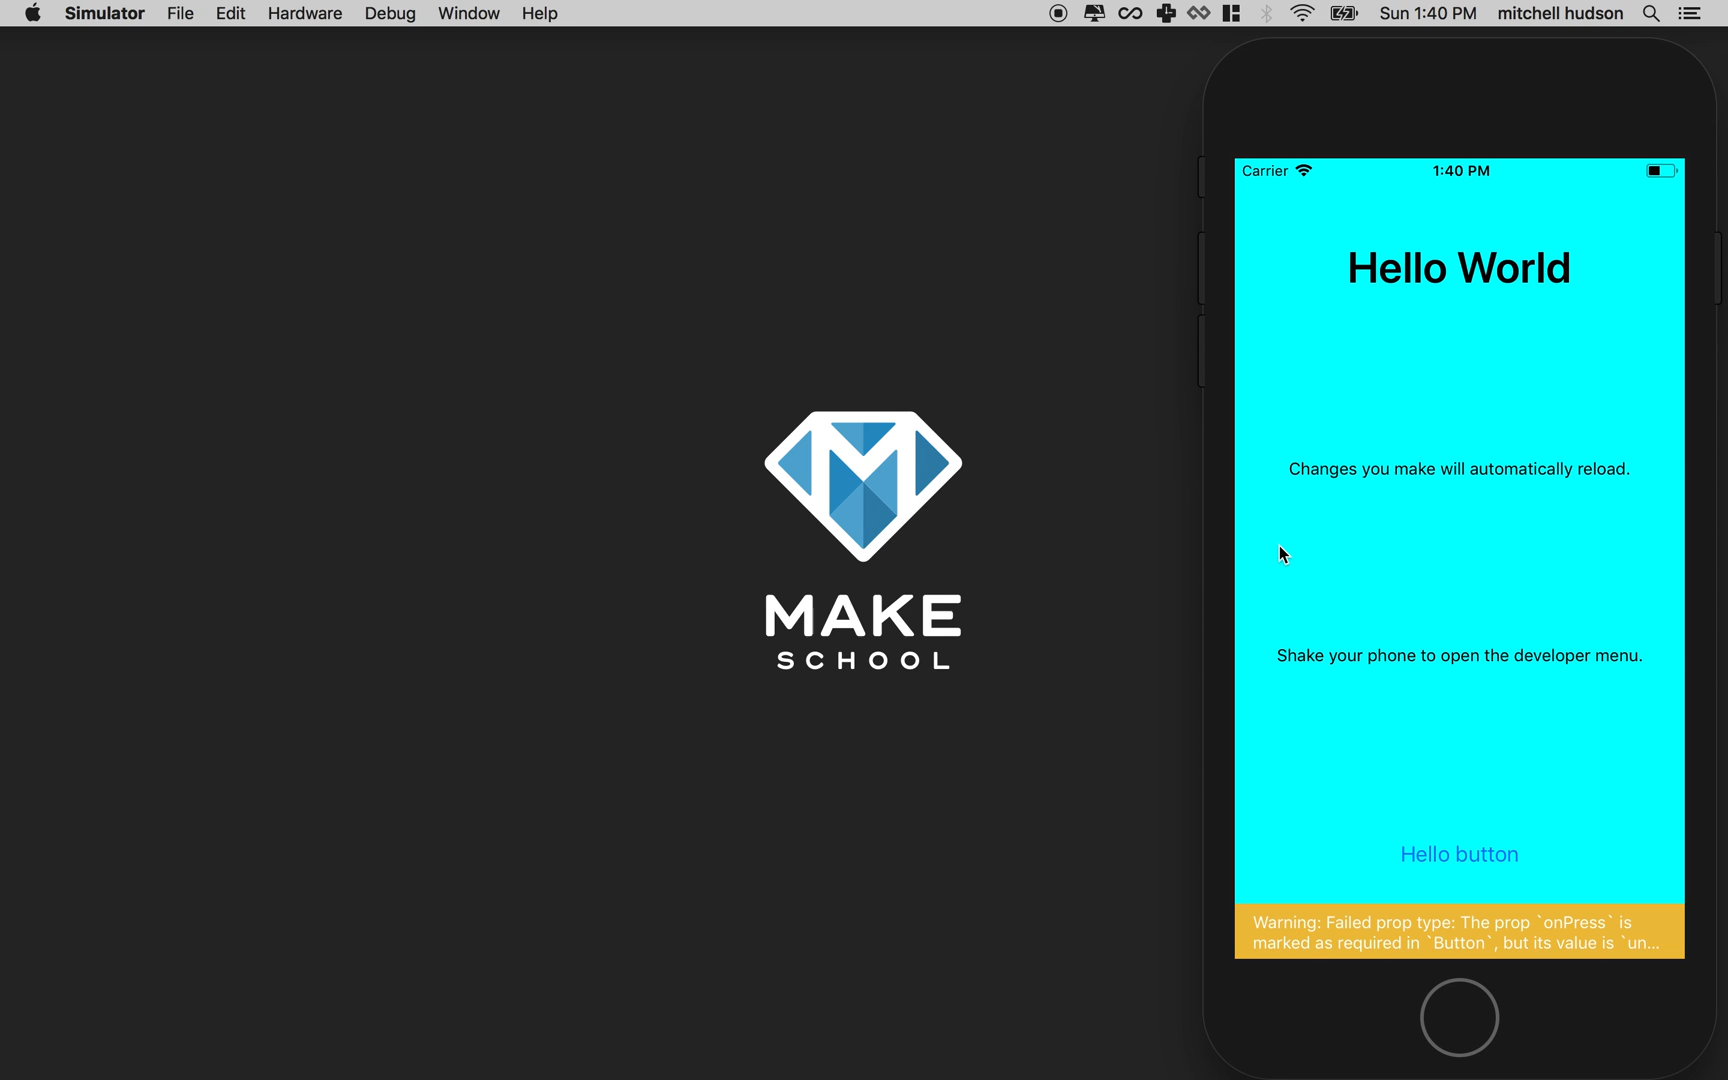 Simulator File Edit Hardware Debug Window Help Sun 1:40 PM mitchell hudson
Carrier 1:40 PM
Hello World
Changes you make will automatically reload.
MAKE
SCHOOL
Shake your phone to open the developer menu.
Hello button
Warning: Failed prop type: The prop `onPress` is
marked as required in `Button`, but its value is `un...